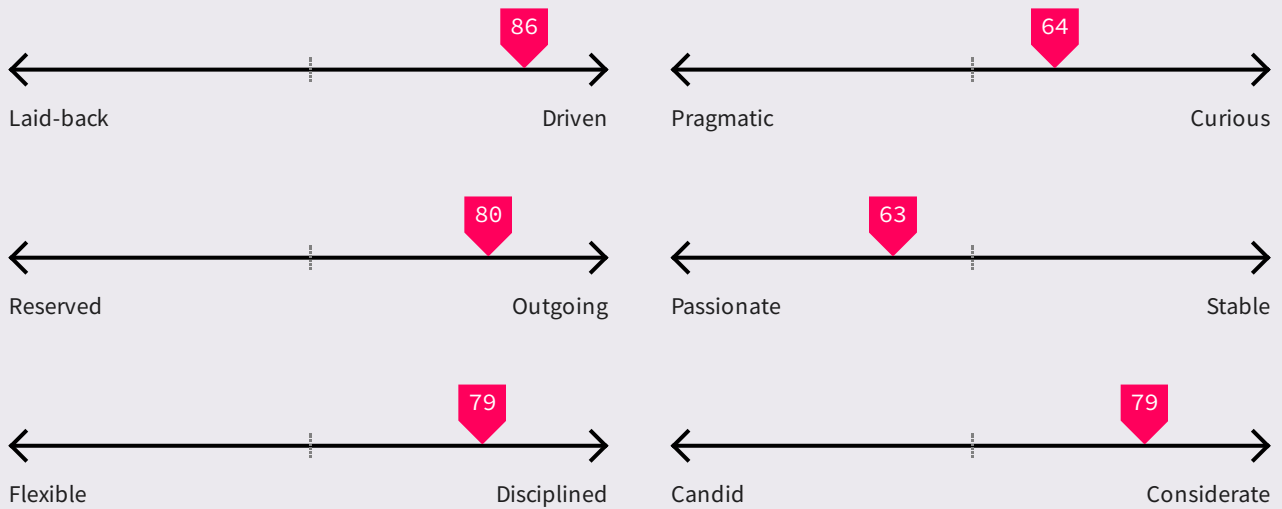 86
64
Laid-back Driven
Pragmatic Curious
80
63
Reserved Outgoing
Passionate Stable
79
79
Flexible Disciplined
Candid Considerate